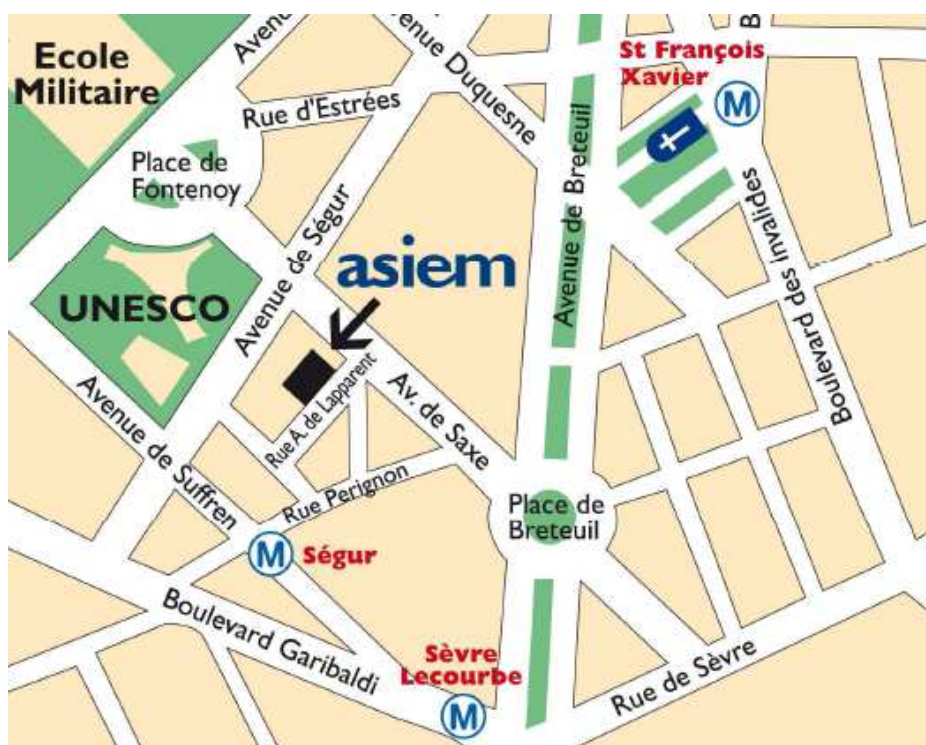 Ecole
Militaire
Avenu
Rue d'Estrées
enue Duquesne
B
St François
Xavier
M
Place de
Fontenoy
Avenue de Ségur
Avenue de Breteuil
Boulevard des invalides
asiem
UNESCO
Avenue de Suffren
Rue A. de Lapparent
Av. de Saxe
Rue Perignon
Place de
Breteuil
M
Ségur
Boulevard Garibaldi
Sèvre
Lecourbe
M
Rue de Sèvre